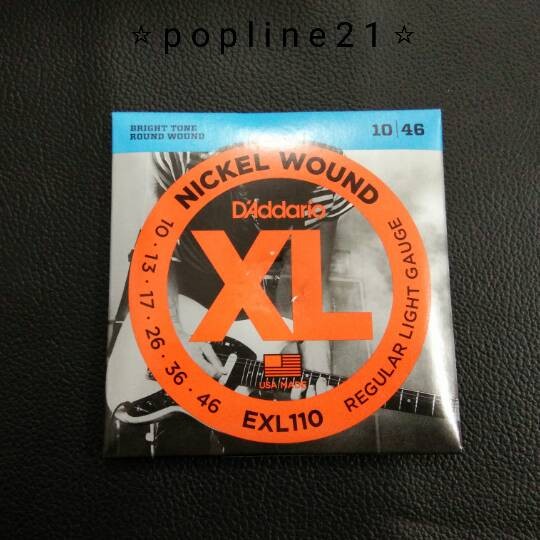 ☆popline21☆
BRIGHT TONE
ROUND WOUND
10|46
NICKEL WOUND
D'Addario
XL
10 · 13 · 17 · 26 · 36 · 46
REGULAR LIGHT GAUGE
USA MADE
EXL110